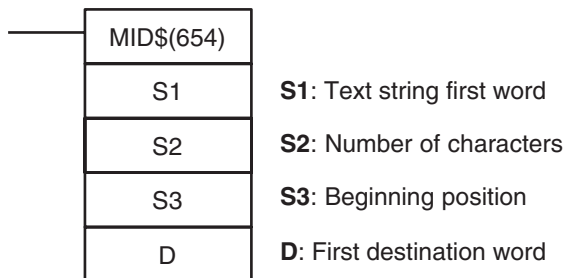 MID$(654)
S1 S1: Text string first word
S2 S2: Number of characters
S3 S3: Beginning position
D D: First destination word